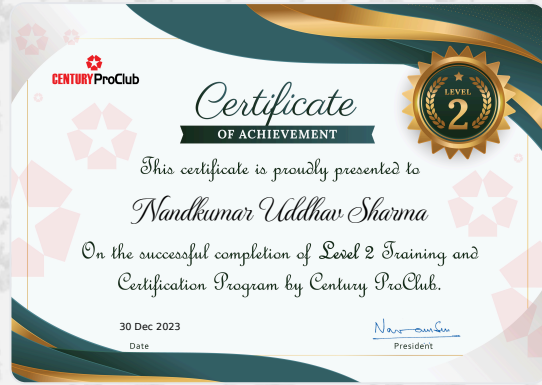 CENTURY ProClub
LEVEL
2
Certificate
OF ACHIEVEMENT
This certificate is proudly presented to
Nandkumar Uddhav Sharma
On the successful completion of Level 2 Training and
Certification Program by Century ProClub.
30 Dec 2023
Date
President